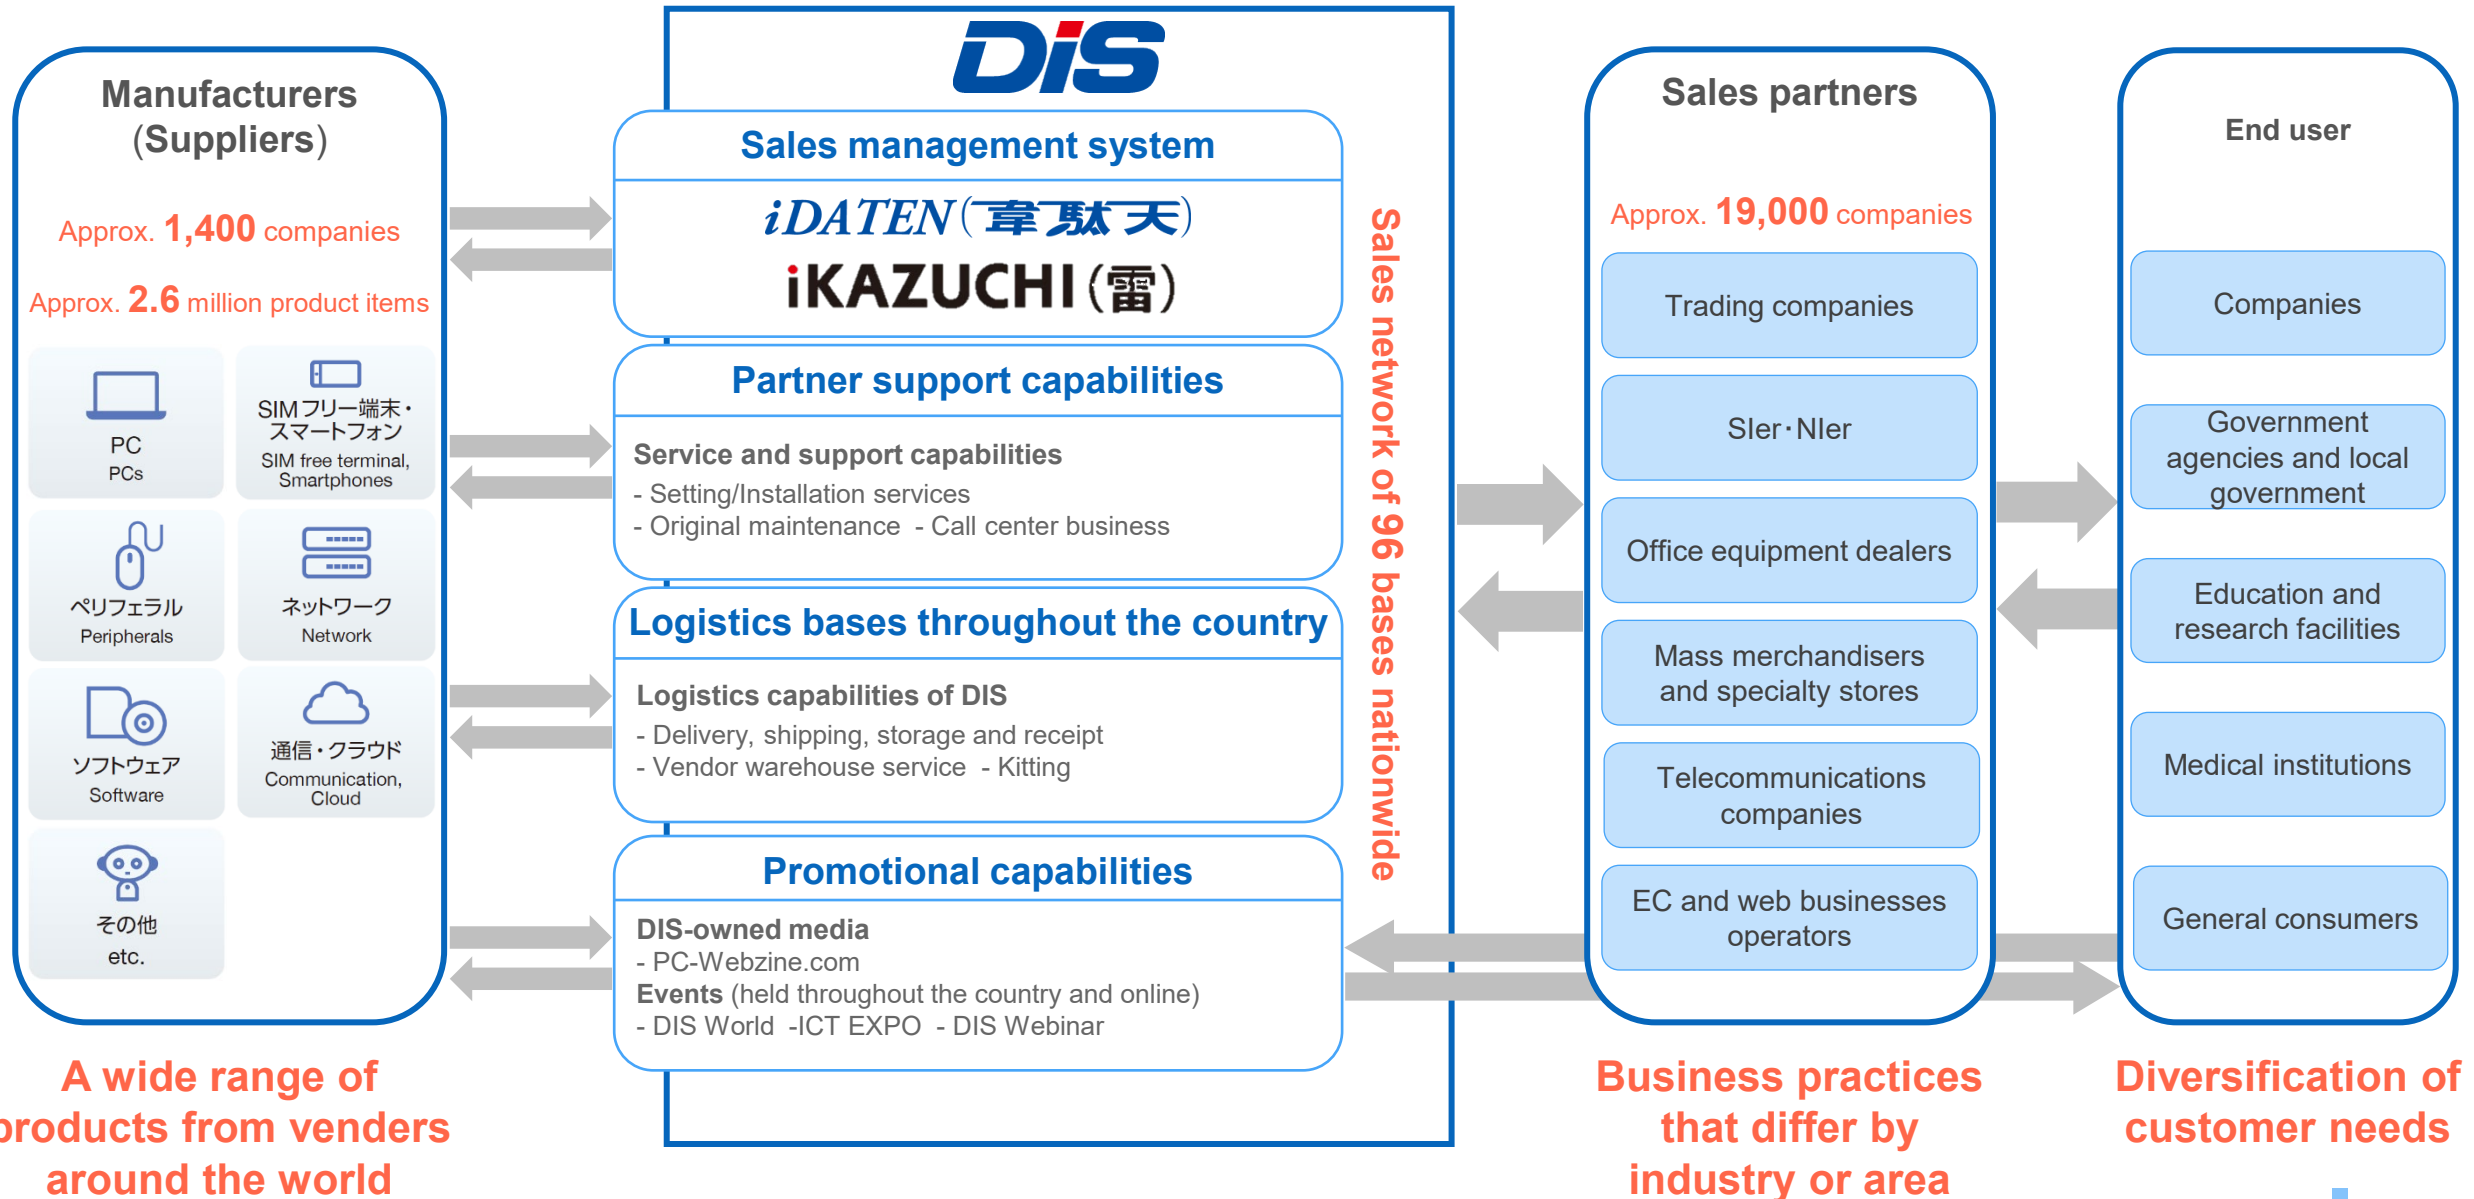 Manufacturers
(Suppliers)
Approx. 1,400 companies
Approx. 2.6 million product items
PC
PCs
SIMフリー端末・
スマートフォン
SIM free terminal,
Smartphones
ペリフェラル
Peripherals
ネットワーク
Network
ソフトウェア
Software
通信・クラウド
Communication,
Cloud
その他
etc.
A wide range of
products from venders
around the world
DiS
Sales management system
iDATEN(韋駄天)
iKAZUCHI(雷)
Partner support capabilities
Service and support capabilities
- Setting/Installation services
- Original maintenance - Call center business
Logistics bases throughout the country
Logistics capabilities of DIS
- Delivery, shipping, storage and receipt
- Vendor warehouse service - Kitting
Promotional capabilities
DIS-owned media
- PC-Webzine.com
Events (held throughout the country and online)
- DIS World -ICT EXPO - DIS Webinar
Sales network of 96 bases nationwide
Sales partners
Approx. 19,000 companies
Trading companies
SIer・NIer
Office equipment dealers
Mass merchandisers
and specialty stores
Telecommunications
companies
EC and web businesses
operators
Business practices
that differ by
industry or area
End user
Companies
Government
agencies and local
government
Education and
research facilities
Medical institutions
General consumers
Diversification of
customer needs